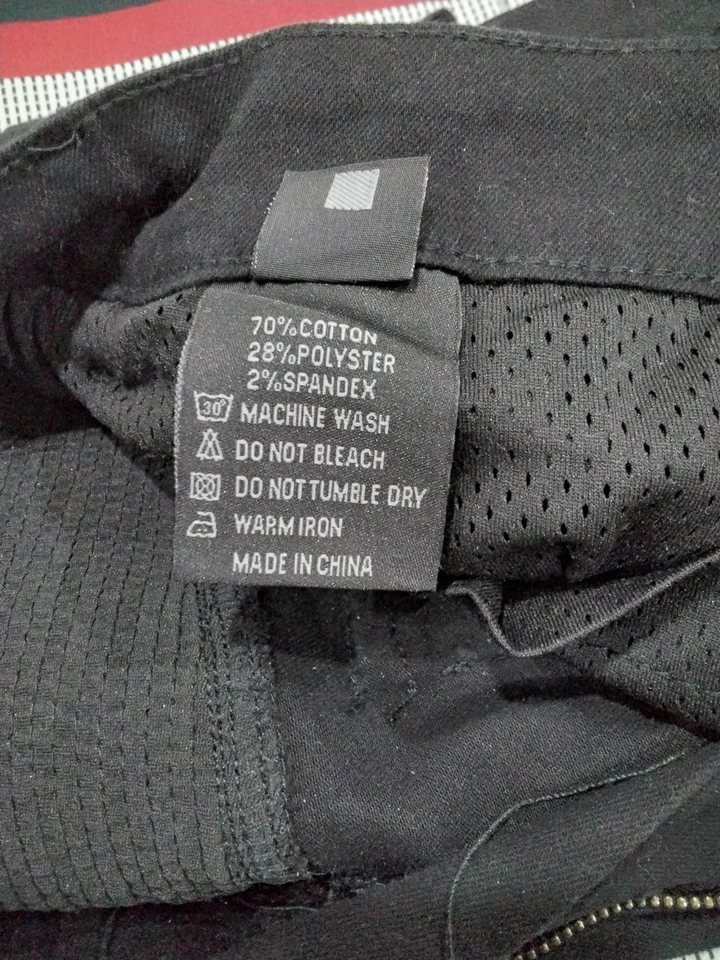 70%COTTON
28%POLYSTER
2%SPANDEX
30° MACHINE WASH
DO NOT BLEACH
DO NOT TUMBLE DRY
WARM IRON
MADE IN CHINA